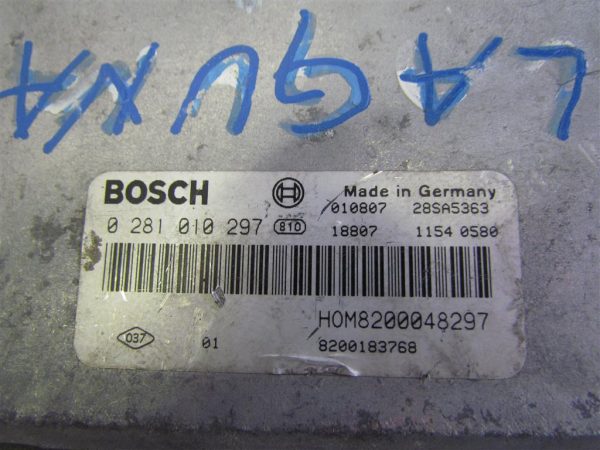 LAGUNA
BOSCH Made in Germany
010807 28SA5363
0 281 010 297 810 18807 1154 0580
HOM8200048297
037 01 8200183768